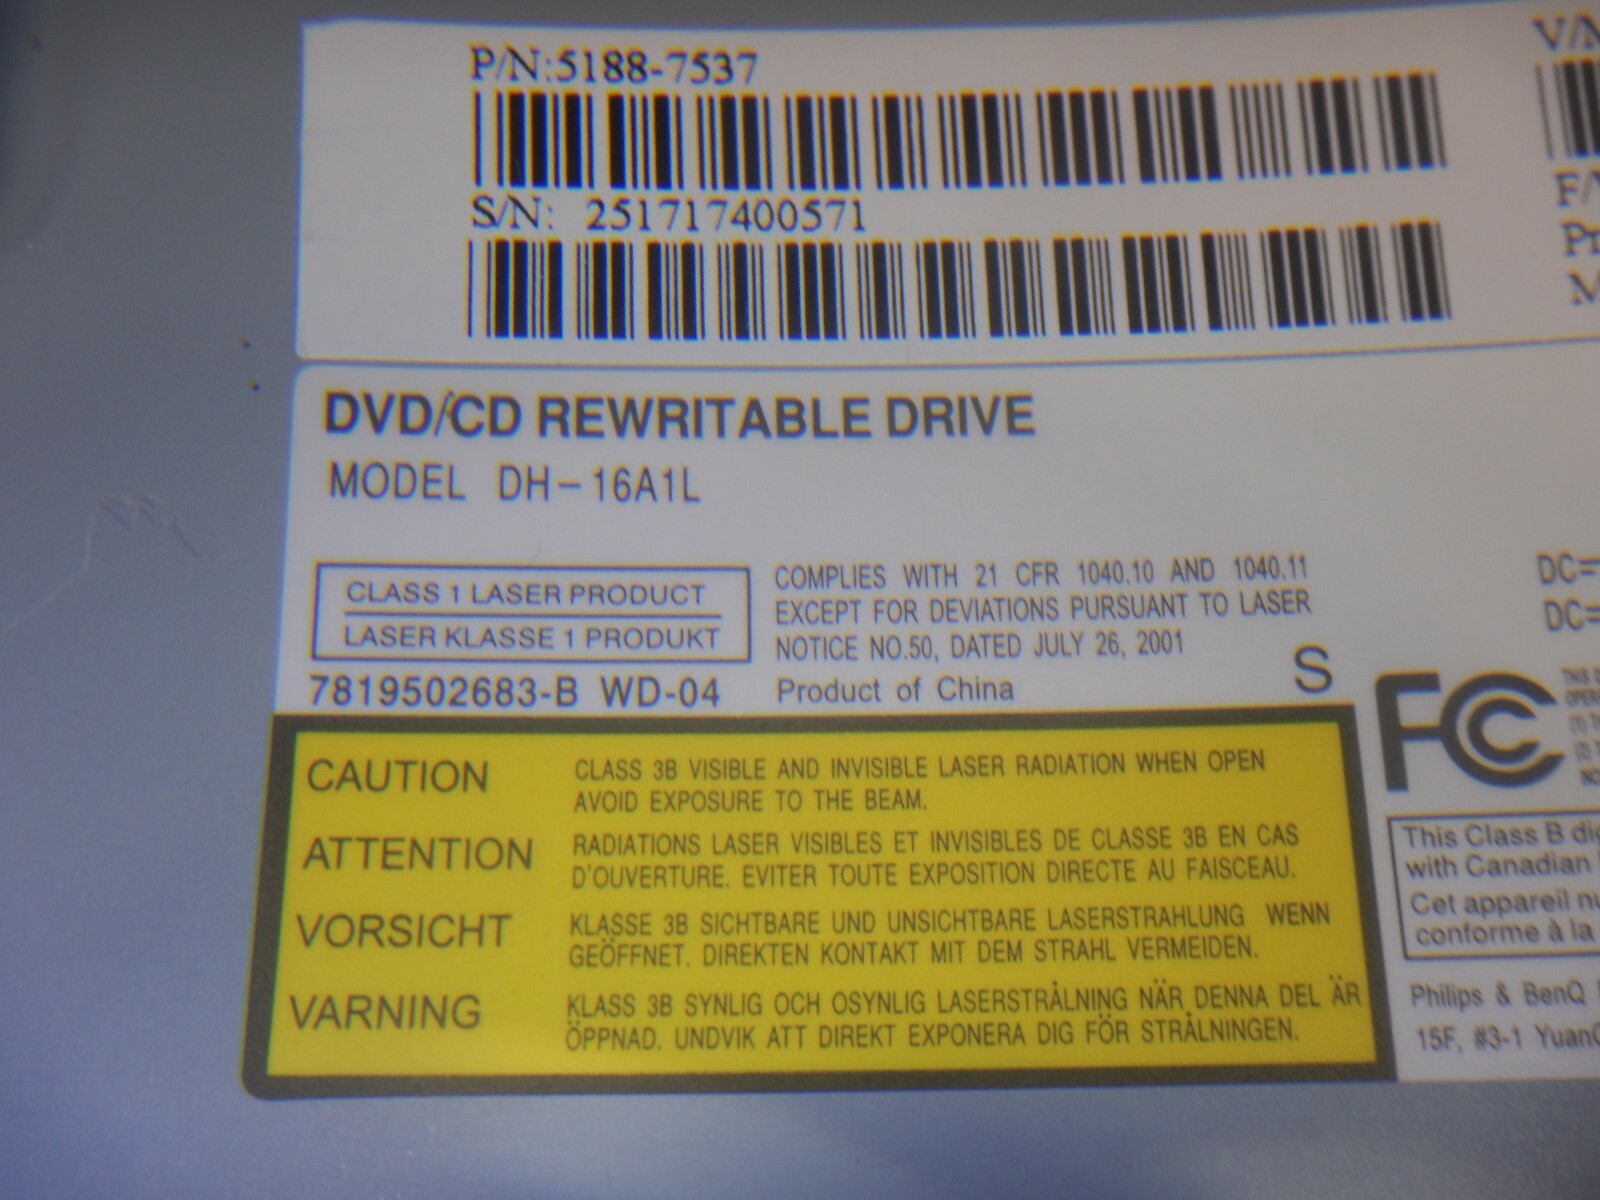 P/N:5188-7537
S/N: 251717400571
F/
DVD/CD REWRITABLE DRIVE
MODEL DH-16A1L
CLASS 1 LASER PRODUCT
LASER KLASSE 1 PRODUKT
COMPLIES WITH 21 CFR 1040.10 AND 1040.11
EXCEPT FOR DEVIATIONS PURSUANT TO LASER
NOTICE NO.50, DATED JULY 26, 2001
7819502683-B WD-04
Product of China
S
DC=
DC=
FC
CAUTION
CLASS 3B VISIBLE AND INVISIBLE LASER RADIATION WHEN OPEN
AVOID EXPOSURE TO THE BEAM.
ATTENTION
RADIATIONS LASER VISIBLES ET INVISIBLES DE CLASSE 3B EN CAS
D'OUVERTURE. EVITER TOUTE EXPOSITION DIRECTE AU FAISCEAU.
VORSICHT
KLASSE 3B SICHTBARE UND UNSICHTBARE LASERSTRAHLUNG WENN
GEÖFFNET. DIREKTEN KONTAKT MIT DEM STRAHL VERMEIDEN.
VARNING
KLASS 3B SYNLIG OCH OSYNLIG LASERSTRÅLNING NÄR DENNA DEL ÄR
ÖPPNAD. UNDVIK ATT DIREKT EXPONERA DIG FÖR STRÅLNINGEN.
This Class B
with Canadian
Cet appareil
conforme à la
Philips & BenQ
15F, #3-1